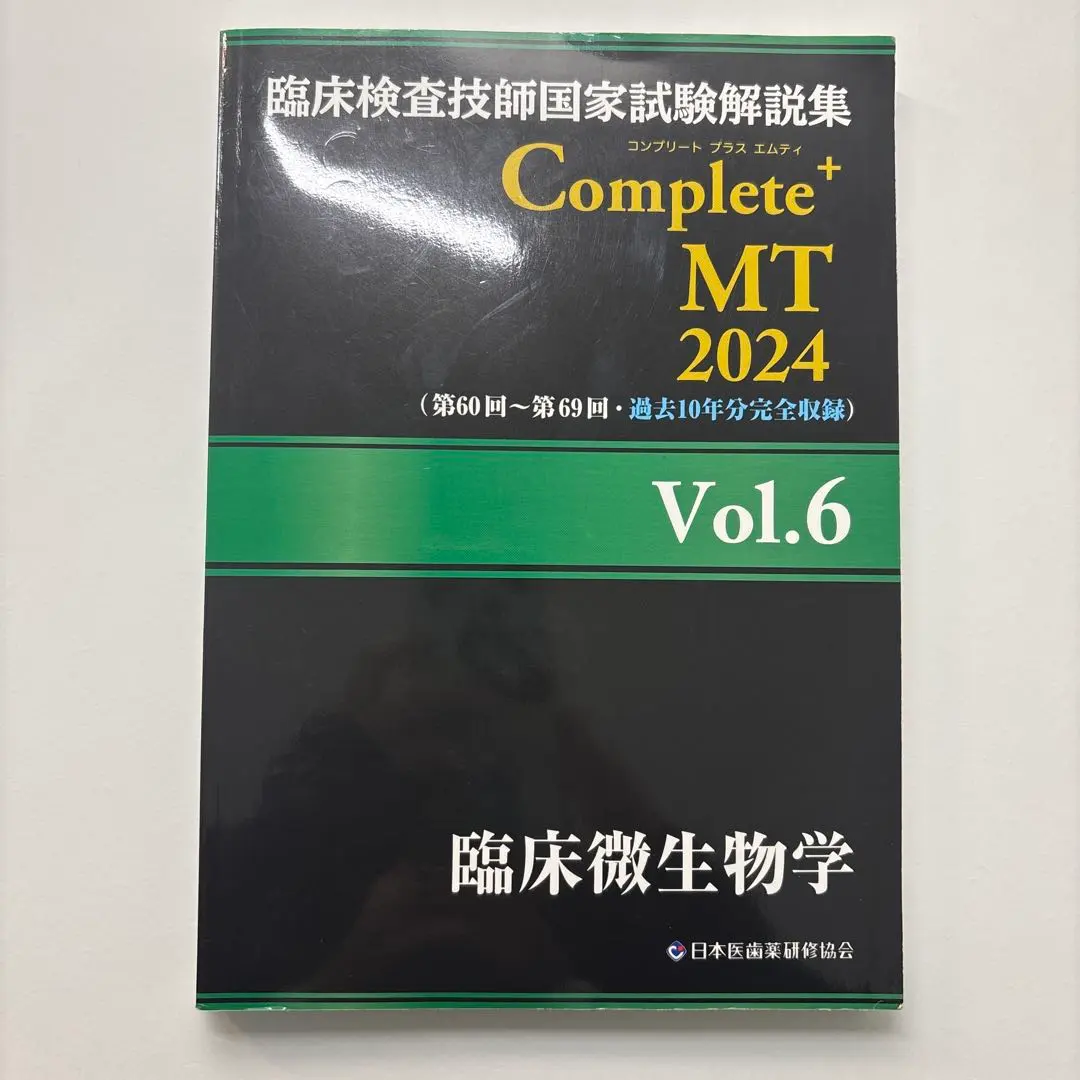 臨床検査技師国家試験解説集
コンプリート プラス エムティ
Complete+
MT
2024
(第60回～第69回・過去10年分完全収録)
Vol.6
臨床微生物学
日本医歯薬研修協会